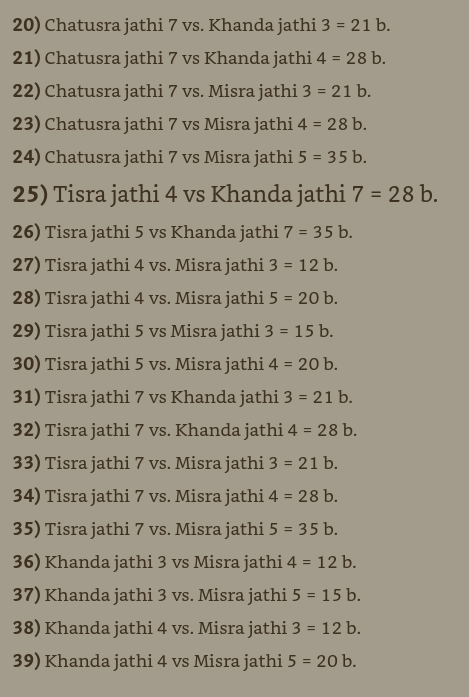 20) Chatusra jathi 7 vs. Khanda jathi 3 = 21 b.
21) Chatusra jathi 7 vs Khanda jathi 4 = 28 b.
22) Chatusra jathi 7 vs. Misra jathi 3 = 21 b.
23) Chatusra jathi 7 vs Misra jathi 4 = 28 b.
24) Chatusra jathi 7 vs Misra jathi 5 = 35 b.
25) Tisra jathi 4 vs Khanda jathi 7 = 28 b.
26) Tisra jathi 5 vs Khanda jathi 7 = 35 b.
27) Tisra jathi 4 vs. Misra jathi 3 = 12 b.
28) Tisra jathi 4 vs. Misra jathi 5 = 20 b.
29) Tisra jathi 5 vs Misra jathi 3 = 15 b.
30) Tisra jathi 5 vs. Misra jathi 4 = 20 b.
31) Tisra jathi 7 vs Khanda jathi 3 = 21 b.
32) Tisra jathi 7 vs. Khanda jathi 4 = 28 b.
33) Tisra jathi 7 vs. Misra jathi 3 = 21 b.
34) Tisra jathi 7 vs. Misra jathi 4 = 28 b.
35) Tisra jathi 7 vs. Misra jathi 5 = 35 b.
36) Khanda jathi 3 vs Misra jathi 4 = 12 b.
37) Khanda jathi 3 vs. Misra jathi 5 = 15 b.
38) Khanda jathi 4 vs. Misra jathi 3 = 12 b.
39) Khanda jathi 4 vs Misra jathi 5 = 20 b.